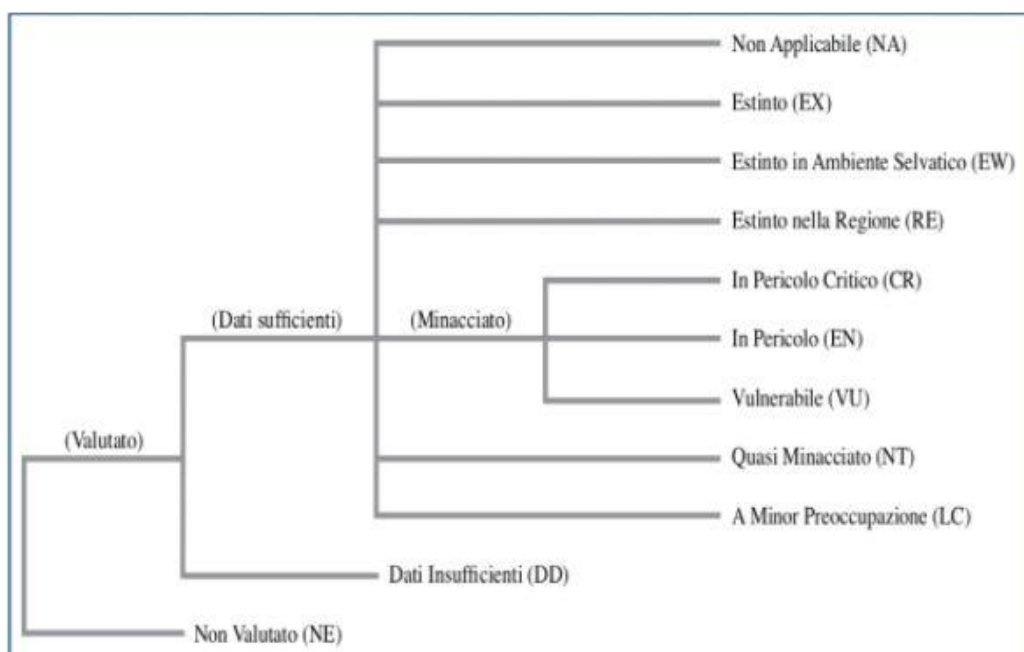 Non Applicabile (NA)
Estinto (EX)
Estinto in Ambiente Selvatico (EW)
Estinto nella Regione (RE)
In Pericolo Critico (CR)
(Dati sufficienti)
(Minacciato)
In Pericolo (EN)
Vulnerabile (VU)
(Valutato)
Quasi Minacciato (NT)
A Minor Preoccupazione (LC)
Dati Insufficienti (DD)
Non Valutato (NE)